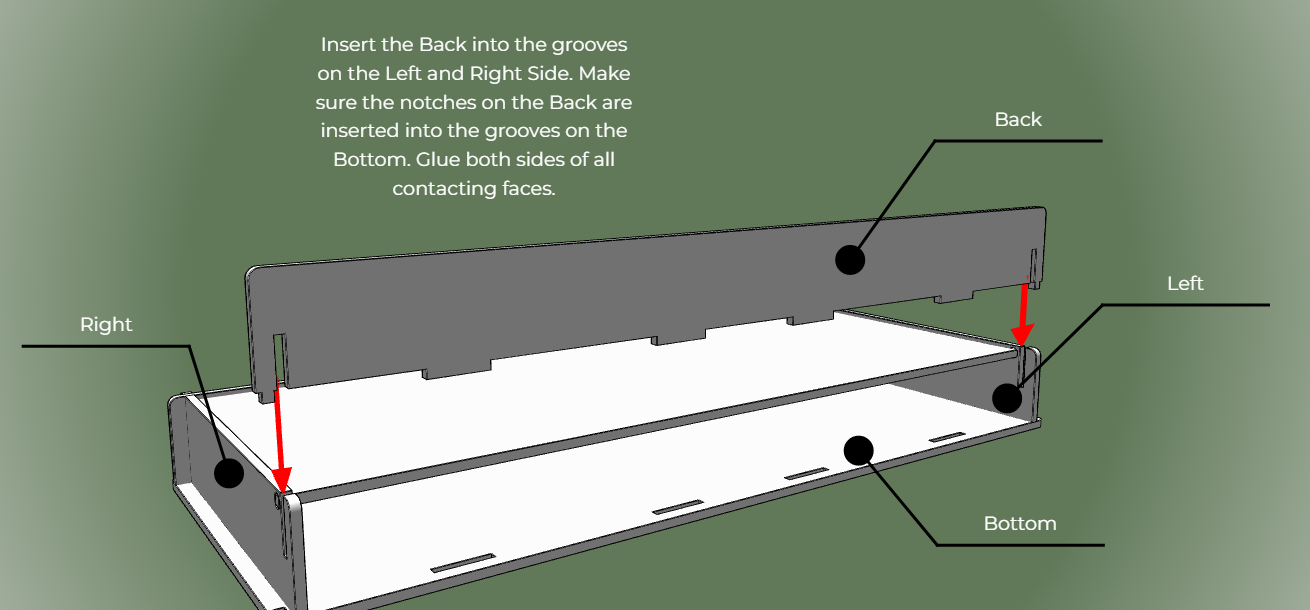 Insert the Back into the grooves
on the Left and Right Side. Make
sure the notches on the Back are
inserted into the grooves on the
Bottom. Glue both sides of all
contacting faces.
Back
Left
Right
Bottom